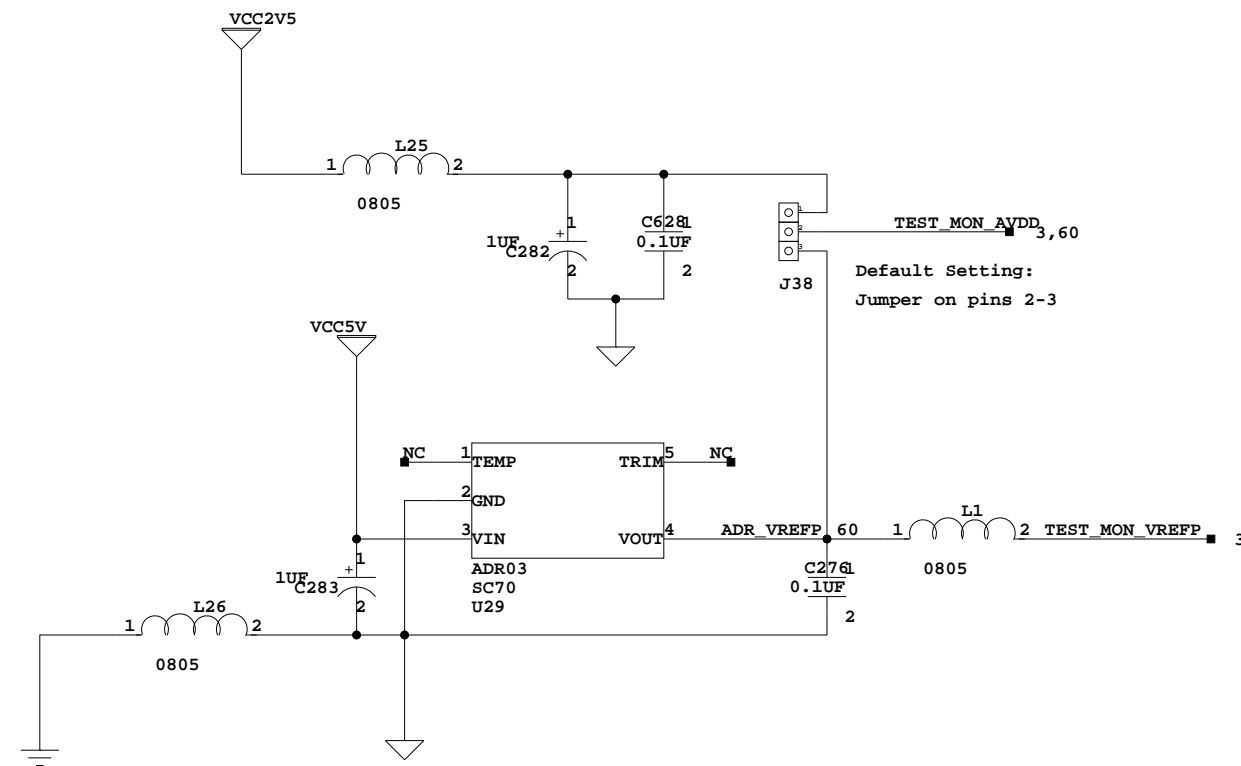 VCC2V5
L25
1 2
0805
1
1UF
+
C282
2
C628
1
0.1UF
2
1
2
3
J38
TEST_MON_AVDD
3,60
Default Setting:
Jumper on pins 2-3
VCC5V
NC 1 TEMP TRIM 5 NC
2 GND
3 VIN VOUT 4 ADR_VREFP 60
ADR03
SC70
U29
L1
1 2 TEST_MON_VREFP 3
0805
1
1UF
+
C283
2
C276
1
0.1UF
2
L26
1 2
0805